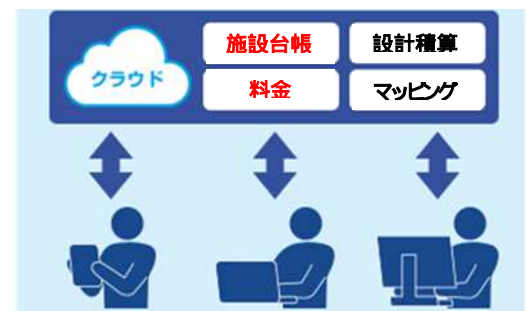 施設台帳 設計積算
クラウド
料金 マッピング